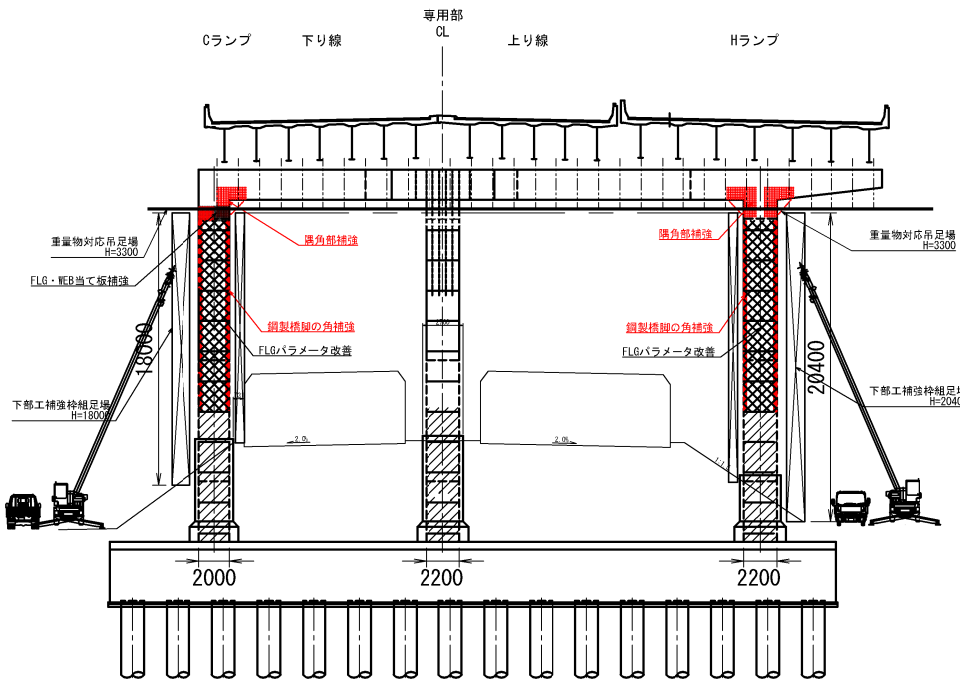 専用部
CL
Cランプ
下り線
上り線
Hランプ
重量物対応吊足場
H=3300
隅角部補強
FLG・WEB当て板補強
鋼製橋脚の角補強
FLGパラメータ改善
18000
下部工補強枠組足場
H=18000
隅角部補強
重量物対応吊足場
H=3300
鋼製橋脚の角補強
FLGパラメータ改善
20400
下部工補強枠組足場
H=2040
2.0%
2.0%
2000
2200
2200